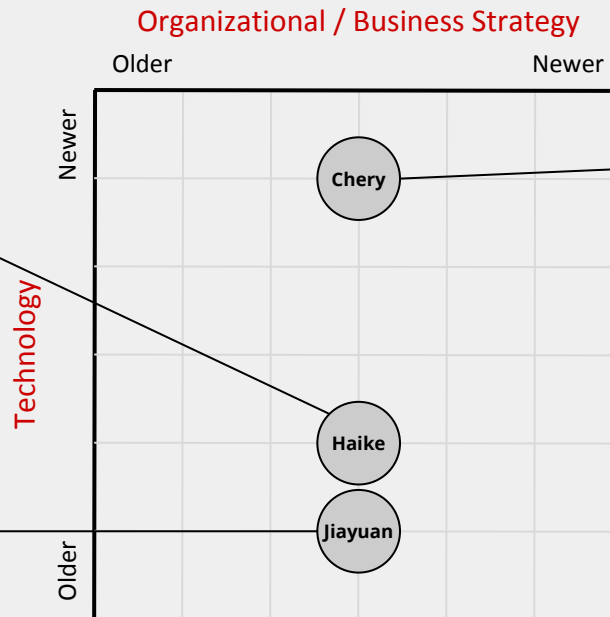 Organizational / Business Strategy
Older
Newer
Newer
Chery
Technology
Haike
Jiayuan
Older